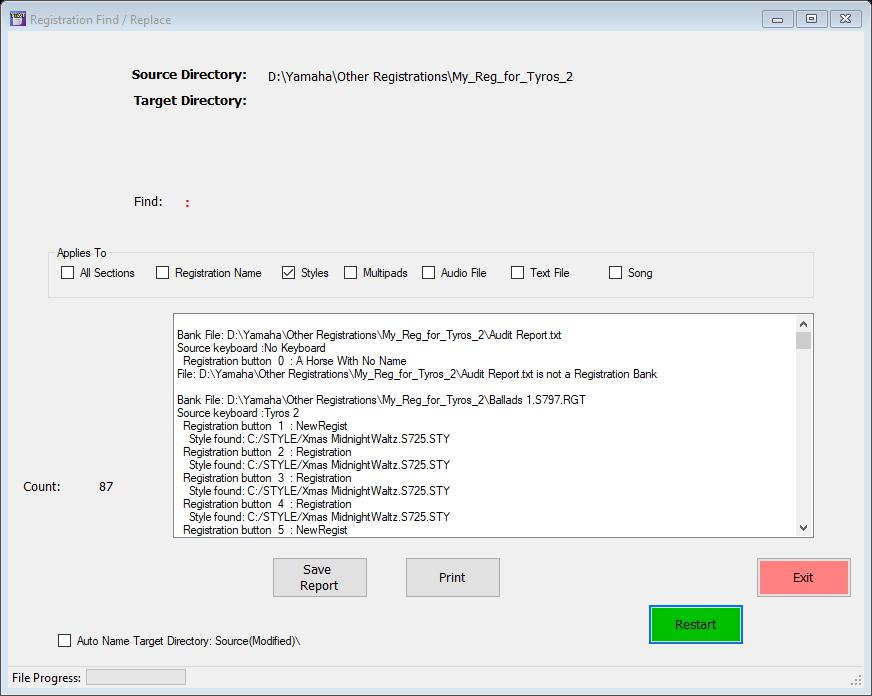 Registration Find / Replace
Source Directory: D:\Yamaha\Other Registrations\My_Reg_for_Tyros_2
Target Directory:
Find: :
Applies To
All Sections Registration Name Styles Multipads Audio File Text File Song
Bank File: D:\Yamaha\Other Registrations\My_Reg_for_Tyros_2\Audit Report.txt
Source keyboard :No Keyboard
Registration button 0 : A Horse With No Name
File: D:\Yamaha\Other Registrations\My_Reg_for_Tyros_2\Audit Report.txt is not a Registration Bank
Bank File: D:\Yamaha\Other Registrations\My_Reg_for_Tyros_2\Ballads 1.S797.RGT
Source keyboard :Tyros 2
Registration button 1 : NewRegist
Style found: C:/STYLE/Xmas MidnightWaltz.S725.STY
Registration button 2 : Registration
Style found: C:/STYLE/Xmas MidnightWaltz.S725.STY
Registration button 3 : Registration
Style found: C:/STYLE/Xmas MidnightWaltz.S725.STY
Registration button 4 : Registration
Style found: C:/STYLE/Xmas MidnightWaltz.S725.STY
Registration button 5 : NewRegist
Count: 87
Save
Report
Print
Exit
Restart
Auto Name Target Directory: Source(Modified)\
File Progress: